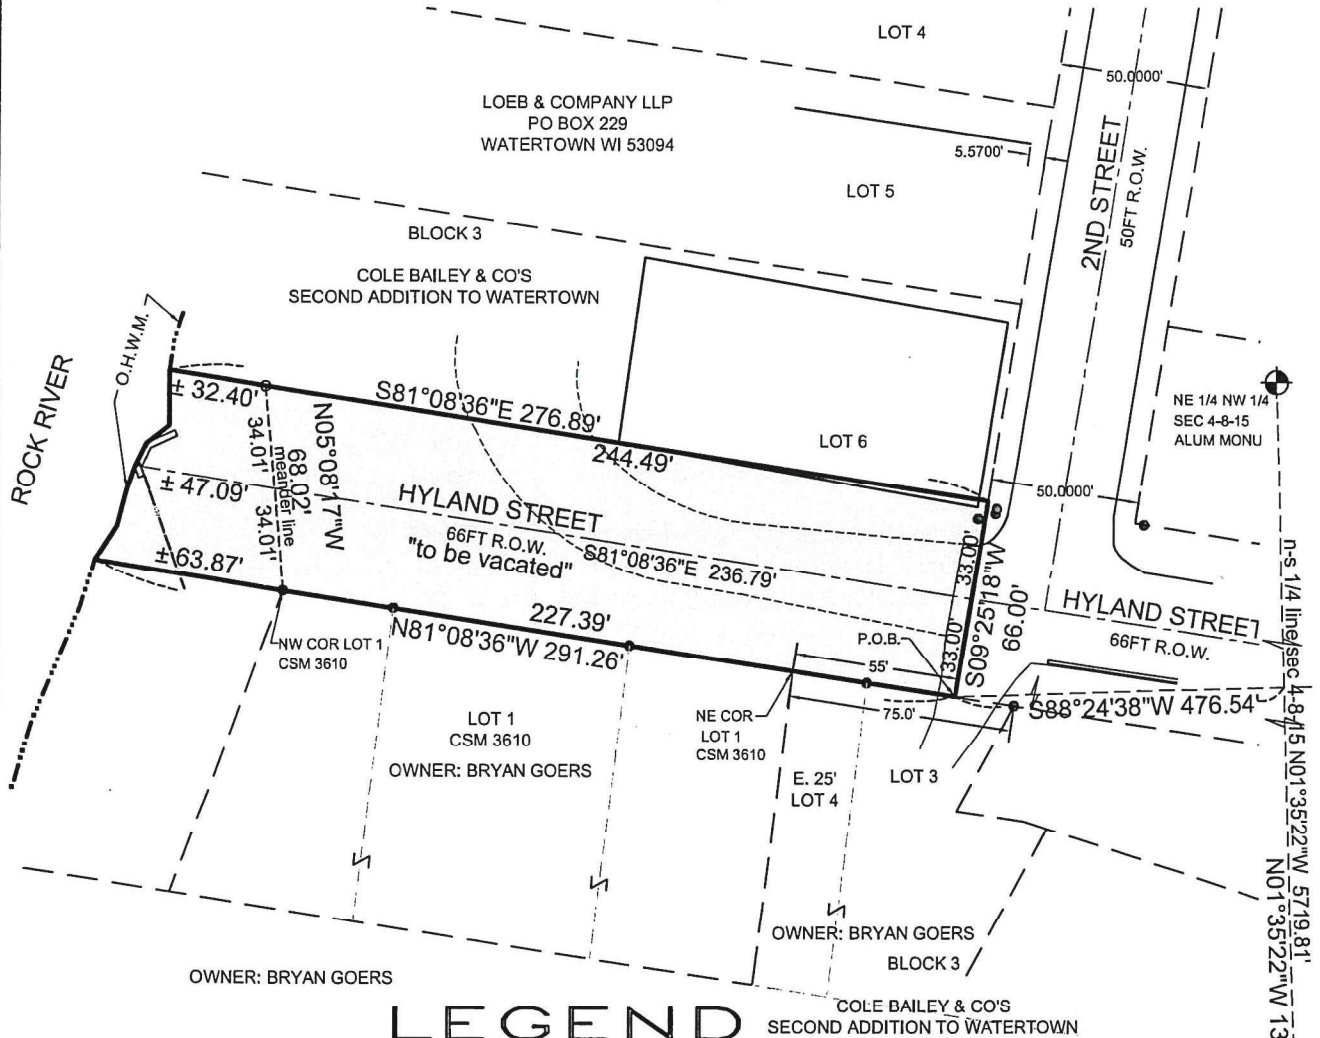 LOT 4
50.0000'
LOEB & COMPANY LLP
PO BOX 229
WATERTOWN WI 53094
5.5700'
2ND STREET
50FT R.O.W.
LOT 5
BLOCK 3
COLE BAILEY & CO'S
SECOND ADDITION TO WATERTOWN
O.H.W.M.
ROCK RIVER
± 32.40'
S81°08'36"E 276.89'
244.49'
LOT 6
NE 1/4 NW 1/4
SEC 4-8-15
ALUM MONU
N05°08'17"W
68.02'
meander line
34.01'
34.01'
± 47.09'
HYLAND STREET
66FT R.O.W.
"to be vacated"
S81°08'36"E 236.79'
50.0000'
± 63.87'
33.00'
33.00'
S09°25'18"W
66.00'
HYLAND STREET
66FT R.O.W.
227.39'
N81°08'36"W 291.26'
NW COR LOT 1
CSM 3610
P.O.B.
55'
75.0'
S88°24'38"W 476.54'
LOT 1
CSM 3610
OWNER: BRYAN GOERS
NE COR
LOT 1
CSM 3610
E. 25'
LOT 4
LOT 3
n-s 1/4 line/sec 4-8-15 N01°35'22"W 5719.81'
N01°35'22"W 13
OWNER: BRYAN GOERS
BLOCK 3
OWNER: BRYAN GOERS
LEGEND
COLE BAILEY & CO'S
SECOND ADDITION TO WATERTOWN